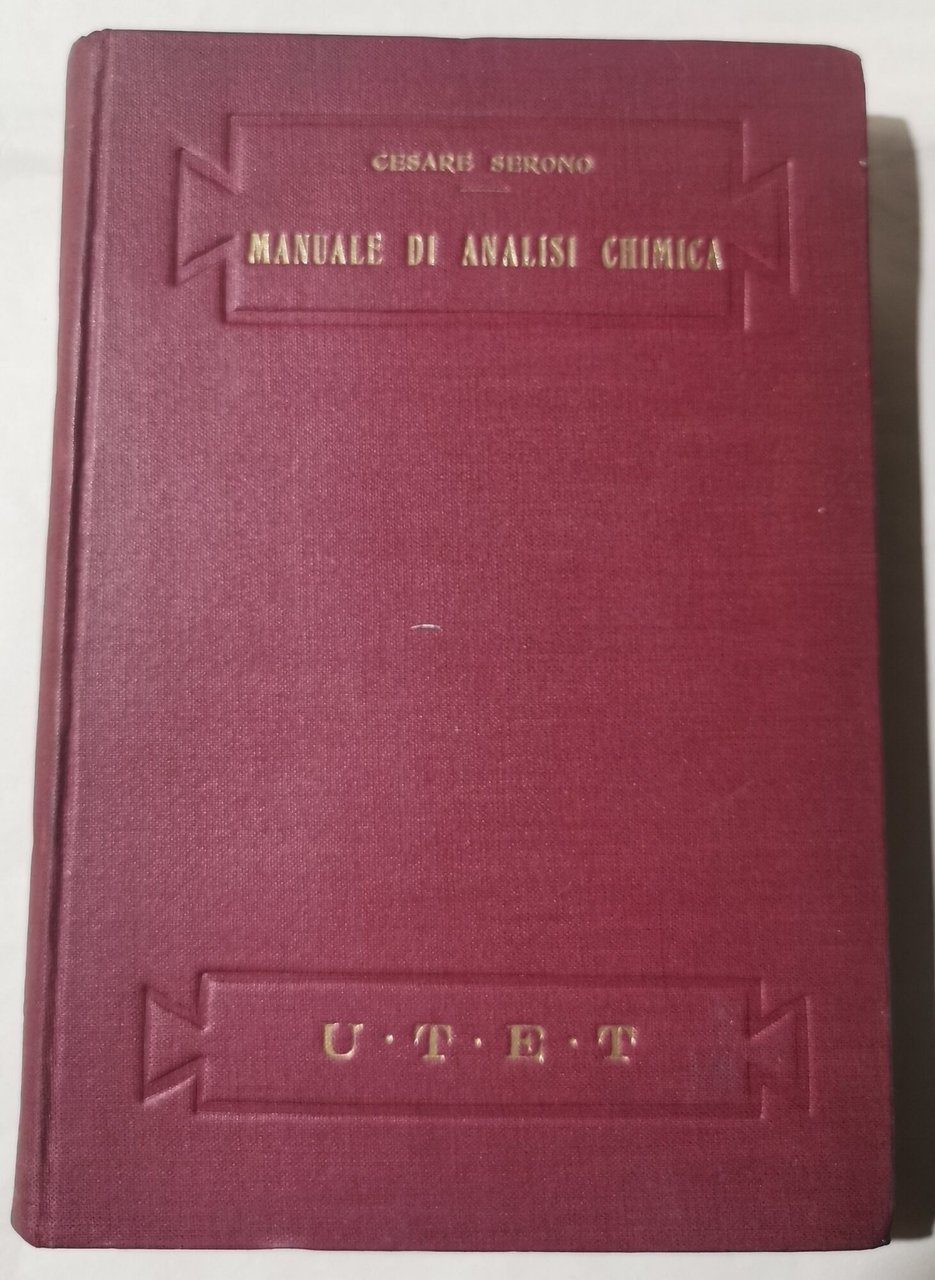 CESARE SERONO
MANUALE DI ANALISI CHIMICA
U·T·E·T